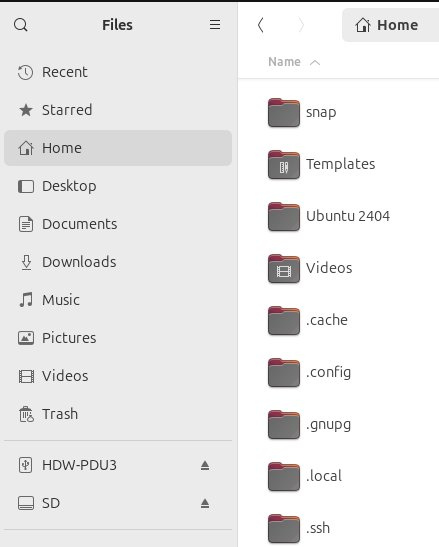 Files
Recent
Starred
Home
Desktop
Documents
Downloads
Music
Pictures
Videos
Trash
HDW-PDU3
SD
Home
Name
snap
Templates
Ubuntu 2404
Videos
.cache
.config
.gnupg
.local
.ssh